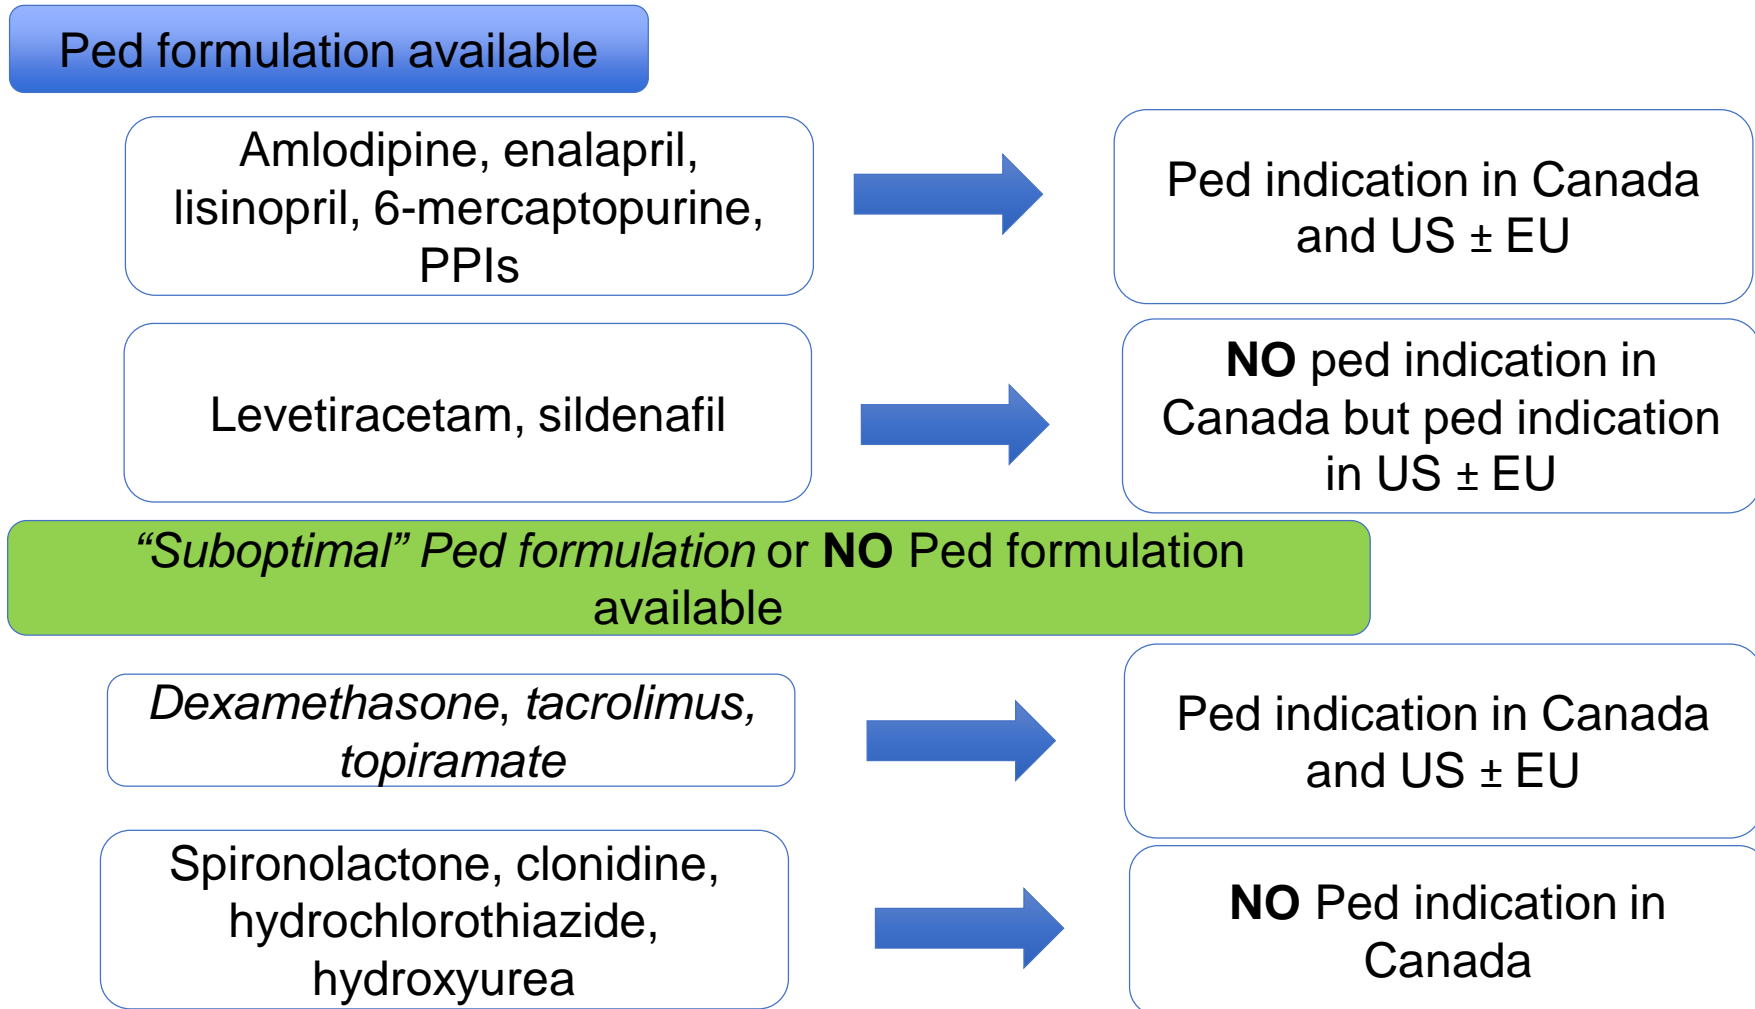 Ped formulation available
Amlodipine, enalapril,
lisinopril, 6-mercaptopurine,
PPIs
Ped indication in Canada
and US ± EU
Levetiracetam, sildenafil
NO ped indication in
Canada but ped indication
in US ± EU
“Suboptimal” Ped formulation or NO Ped formulation
available
Dexamethasone, tacrolimus,
topiramate
Ped indication in Canada
and US ± EU
Spironolactone, clonidine,
hydrochlorothiazide,
hydroxyurea
NO Ped indication in
Canada